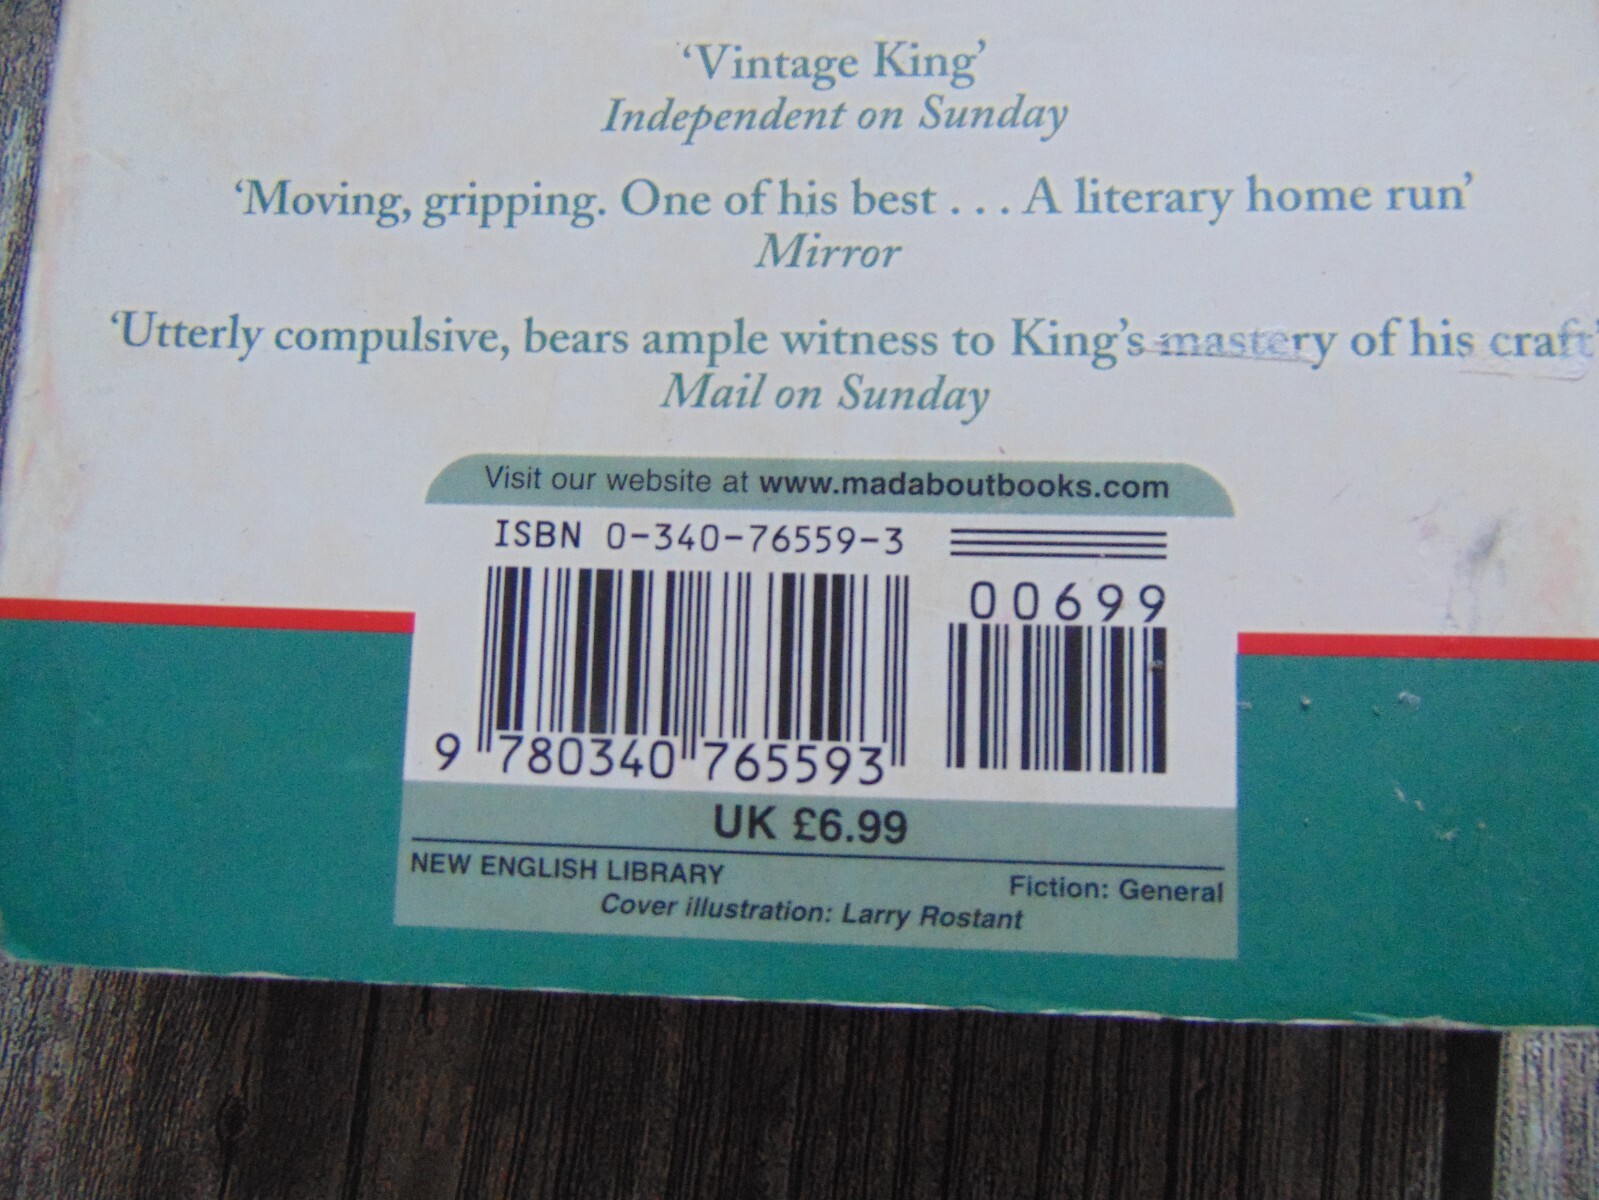 ‘Vintage King’
Independent on Sunday
‘Moving, gripping. One of his best . . . A literary home run’
Mirror
‘Utterly compulsive, bears ample witness to King’s mastery of his craft’
Mail on Sunday
Visit our website at www.madaboutbooks.com
ISBN 0-340-76559-3
00699
9 780340 765593
UK £6.99
NEW ENGLISH LIBRARY
Fiction: General
Cover illustration: Larry Rostant